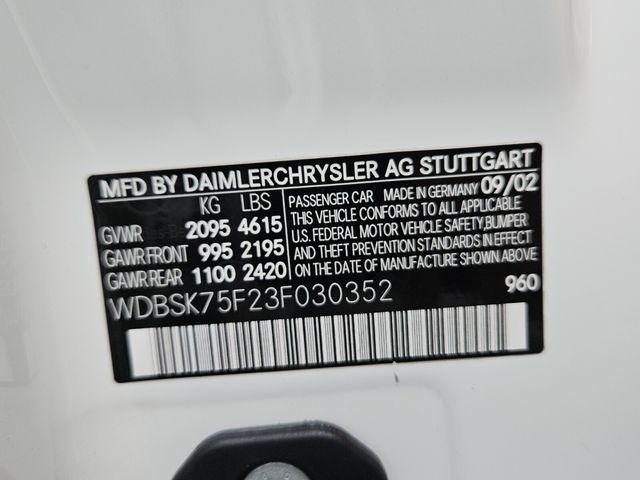 MFD BY DAIMLERCHRYSLER AG STUTTGART
KG LBS
GVWR 2095 4615
GAWR FRONT 995 2195
GAWR REAR 1100 2420
PASSENGER CAR MADE IN GERMANY 09/02
THIS VEHICLE CONFORMS TO ALL APPLICABLE
U.S. FEDERAL MOTOR VEHICLE SAFETY, BUMPER
AND THEFT PREVENTION STANDARDS IN EFFECT
ON THE DATE OF MANUFACTURE SHOWN ABOVE.
WDBSK75F23F030352
960